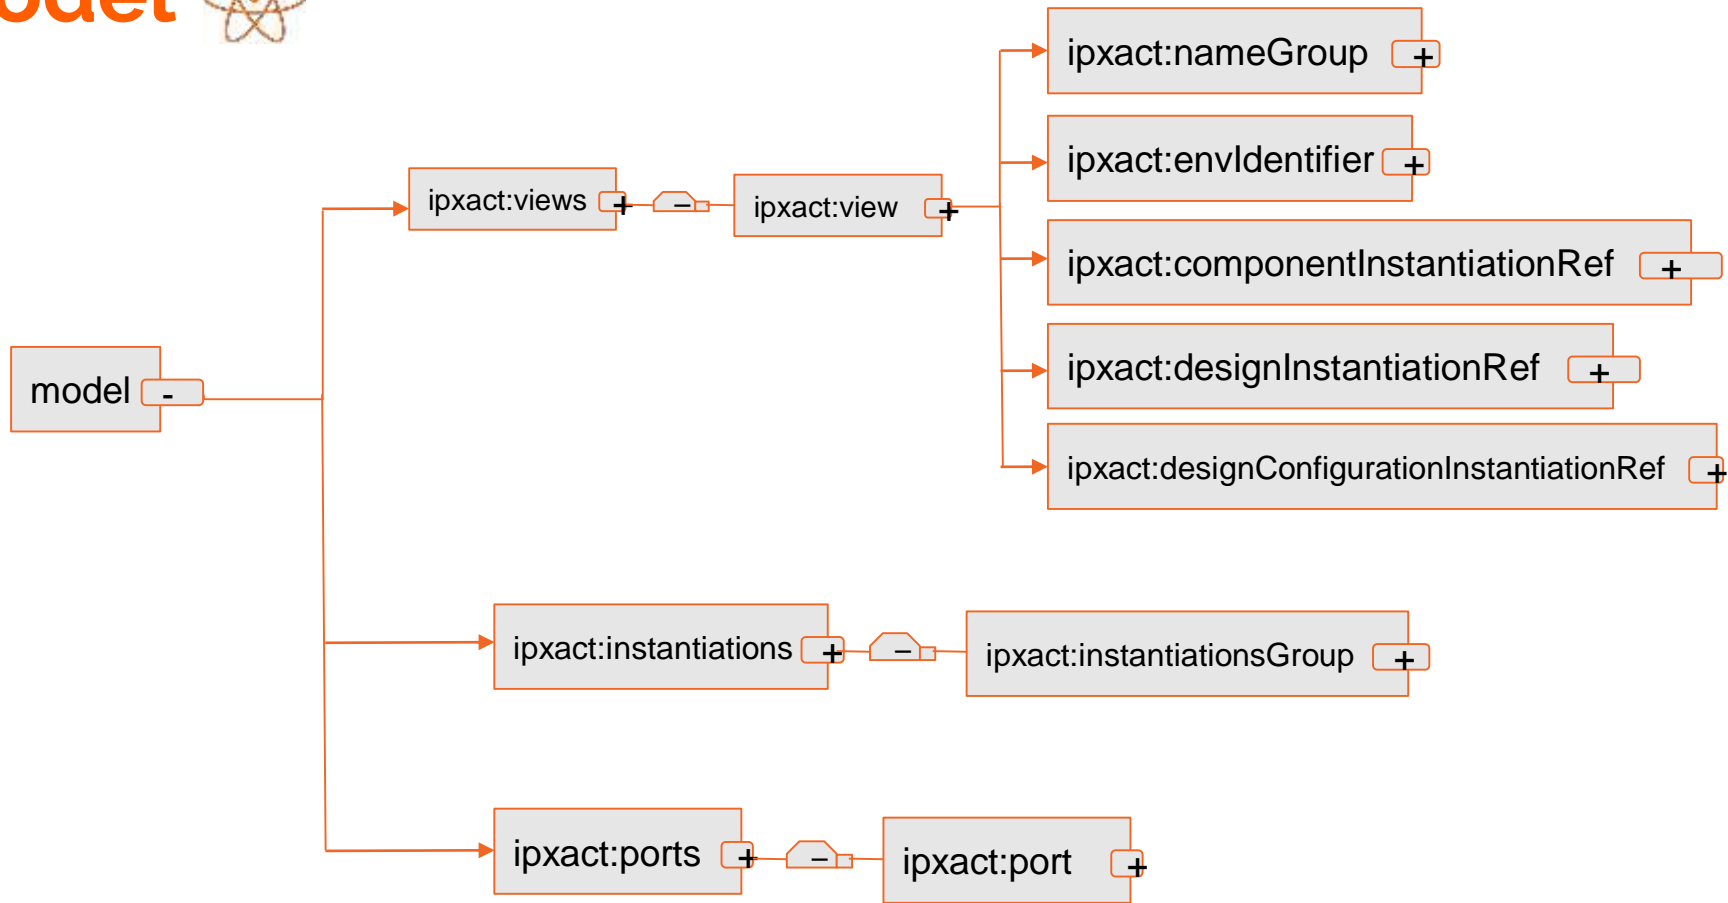 ipxact:nameGroup +
ipxact:envIdentifier +
ipxact:views + – ipxact:view +
ipxact:componentInstantiationRef +
model -
ipxact:designInstantiationRef +
ipxact:designConfigurationInstantiationRef +
ipxact:instantiations + – ipxact:instantiationsGroup +
ipxact:ports + – ipxact:port +